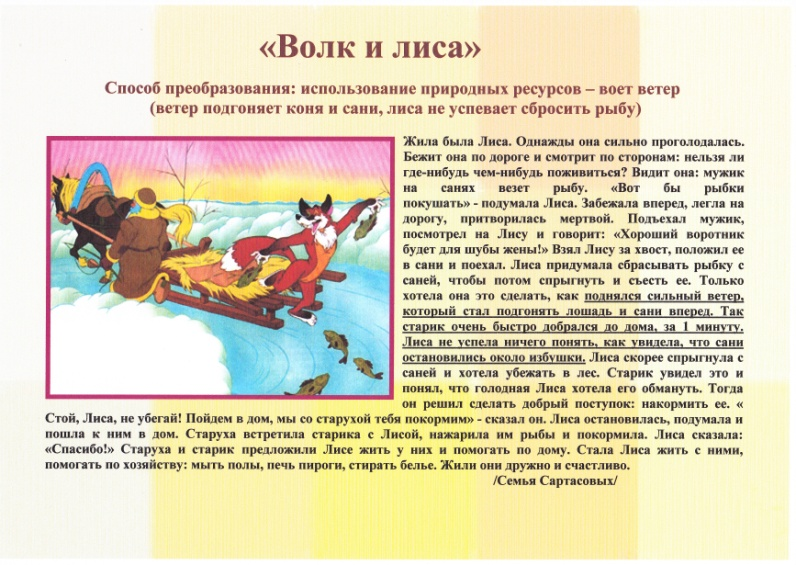 «Волк и лиса»
Способ преобразования: использование природных ресурсов – воет ветер
(ветер подгоняет коня и сани, лиса не успевает сбросить рыбу)
Жила была Лиса. Однажды она сильно проголодалась.
Бежит она по дороге и смотрит по сторонам: нельзя ли
где-нибудь чем-нибудь поживиться? Видит она: мужик
на санях везет рыбу. «Вот бы рыбки
покушать» - подумала Лиса. Забежала вперед, легла на
дорогу, притворилась мертвой. Подъехал мужик,
посмотрел на Лису и говорит: «Хороший воротник
будет для шубы жены!» Взял Лису за хвост, положил ее
в сани и поехал. Лиса придумала сбрасывать рыбку с
саней, чтобы потом спрыгнуть и съесть ее. Только
хотела она это сделать, как поднялся сильный ветер,
который стал подгонять лошадь и сани вперед. Так
старик очень быстро добрался до дома, за 1 минуту.
Лиса не успела ничего понять, как увидела, что сани
остановились около избушки. Лиса скорее спрыгнула с
саней и хотела убежать в лес. Старик увидел это и
понял, что голодная Лиса хотела его обмануть. Тогда
он решил сделать добрый поступок: накормить ее. «
Стой, Лиса, не убегай! Пойдем в дом, мы со старухой тебя покормим» - сказал он. Лиса остановилась, подумала и
пошла к ним в дом. Старуха встретила старика с Лисой, нажарила им рыбы и покормила. Лиса сказала:
«Спасибо!» Старуха и старик предложили Лисе жить у них и помогать по дому. Стала Лиса жить с ними,
помогать по хозяйству: мыть полы, печь пироги, стирать белье. Жили они дружно и счастливо.
/Семья Сартасовых/